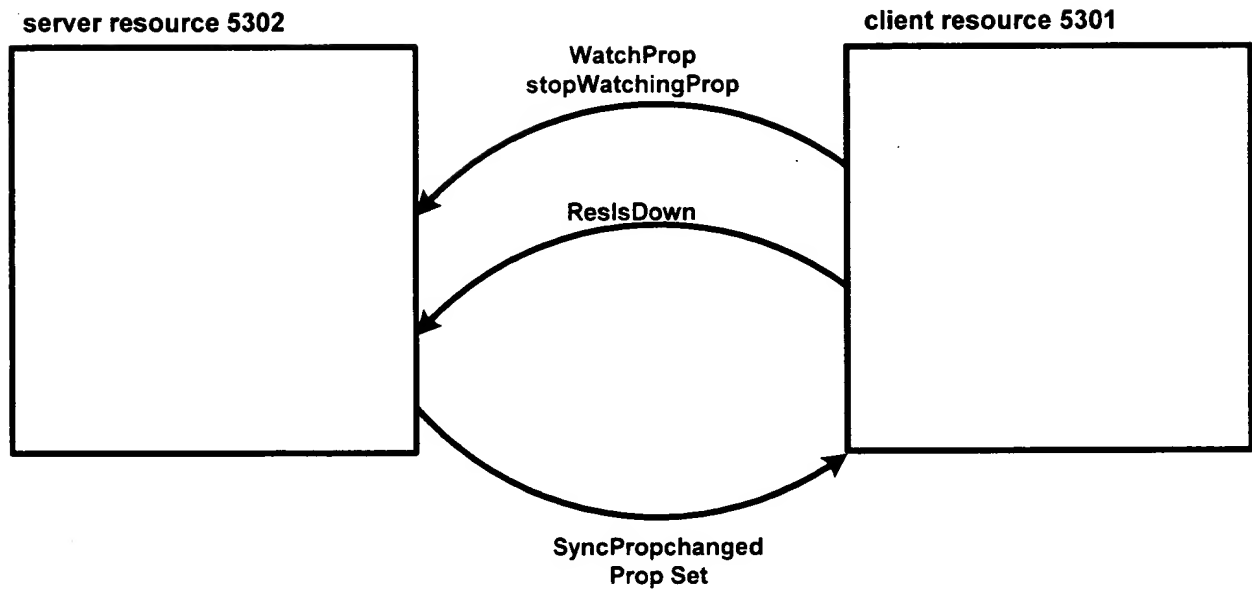 server resource 5302
client resource 5301
WatchProp
stopWatchingProp
ResIsDown
SyncPropchanged
Prop Set